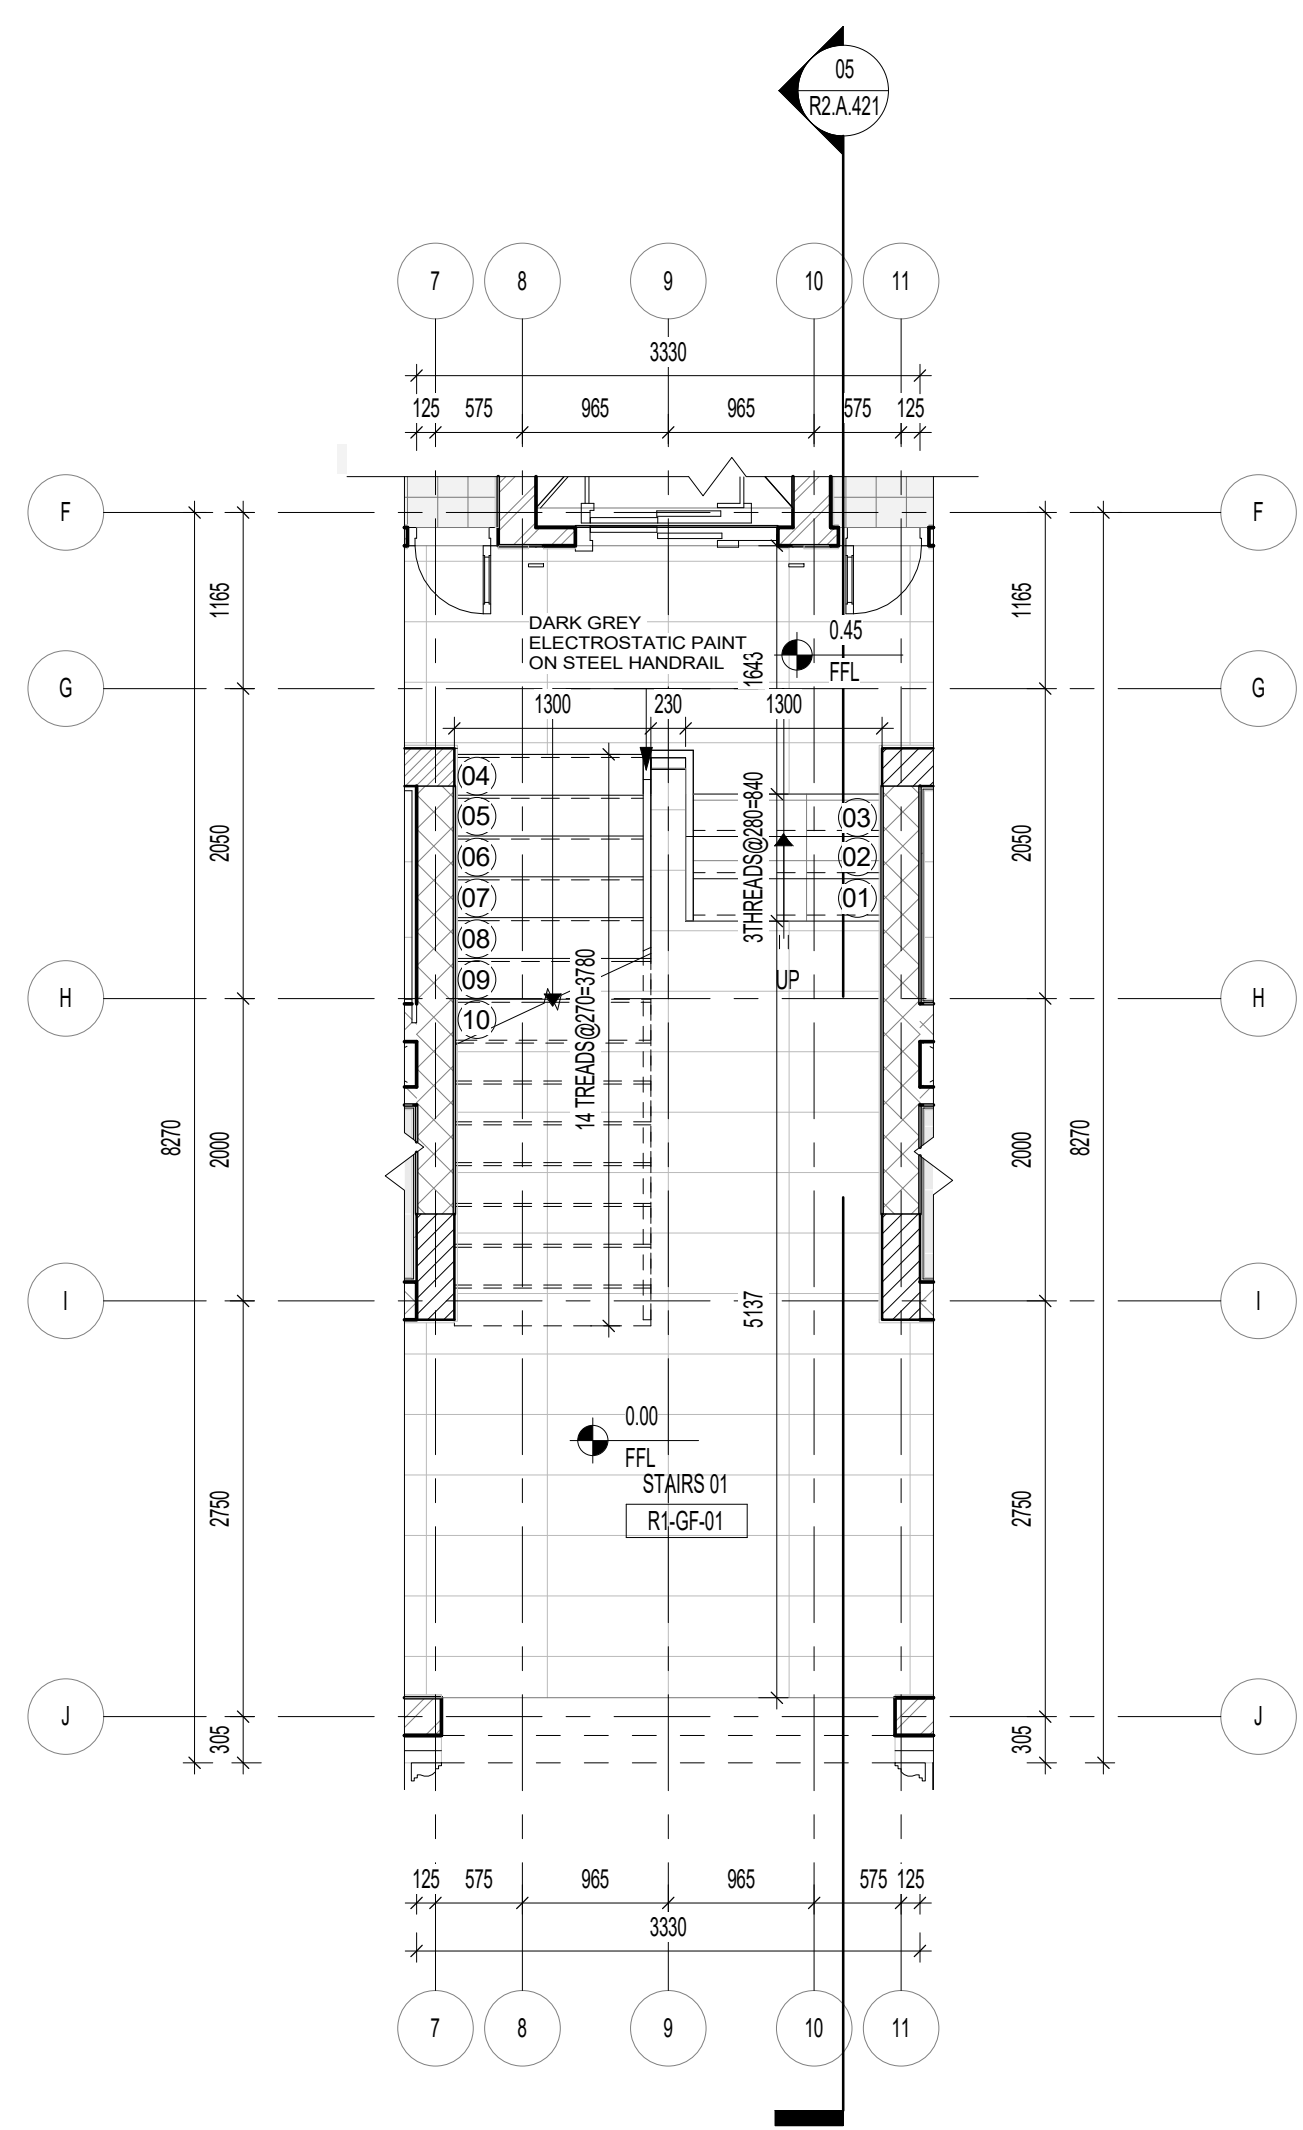 05
R2.A.421
7 8 9 10 11
3330
125 575 965 965 575 125
F F
1165 1165
DARK GREY
ELECTROSTATIC PAINT
ON STEEL HANDRAIL
1643
0.45
FFL
G G
1300 230 1300
04
05
06
07
08
09
10
03
02
01
2050 2050
3THREADS@280=840
14 TREADS@270=3780
UP
H H
8270 8270
2000 2000
5137
I I
0.00
FFL
STAIRS 01
R1-GF-01
2750 2750
J J
305 305
125 575 965 965 575 125
3330
7 8 9 10 11